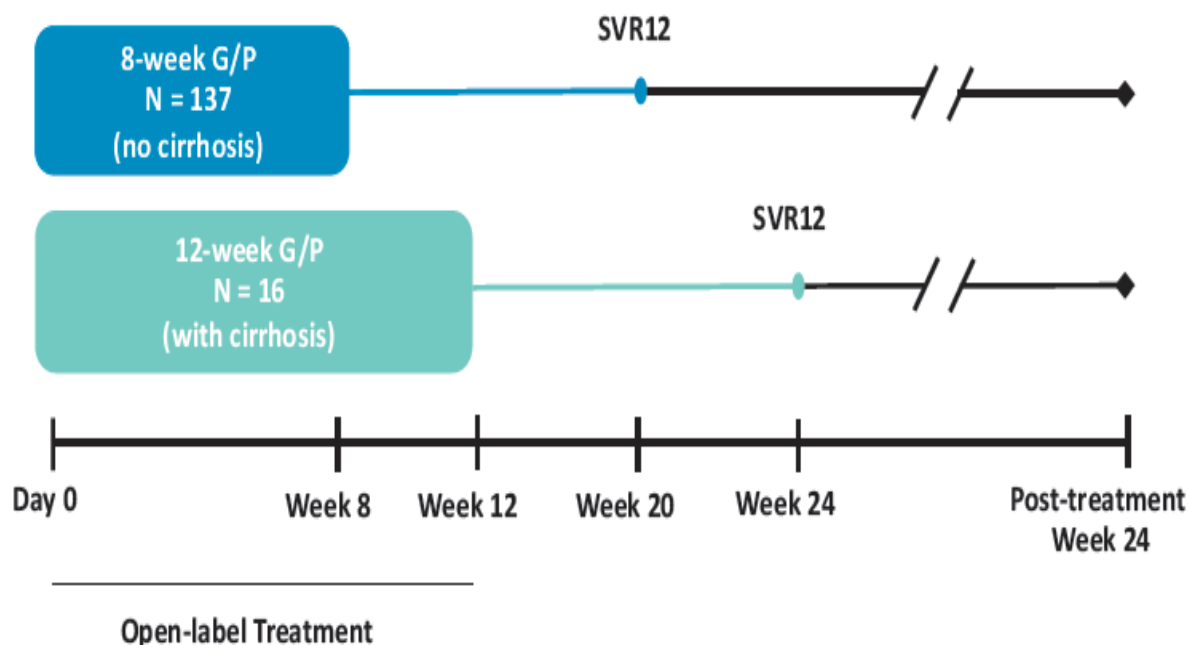 SVR12
8-week G/P
N = 137
(no cirrhosis)
SVR12
12-week G/P
N = 16
(with cirrhosis)
Day 0
Week 8
Week 12
Week 20
Week 24
Post-treatment
Week 24
Open-label Treatment